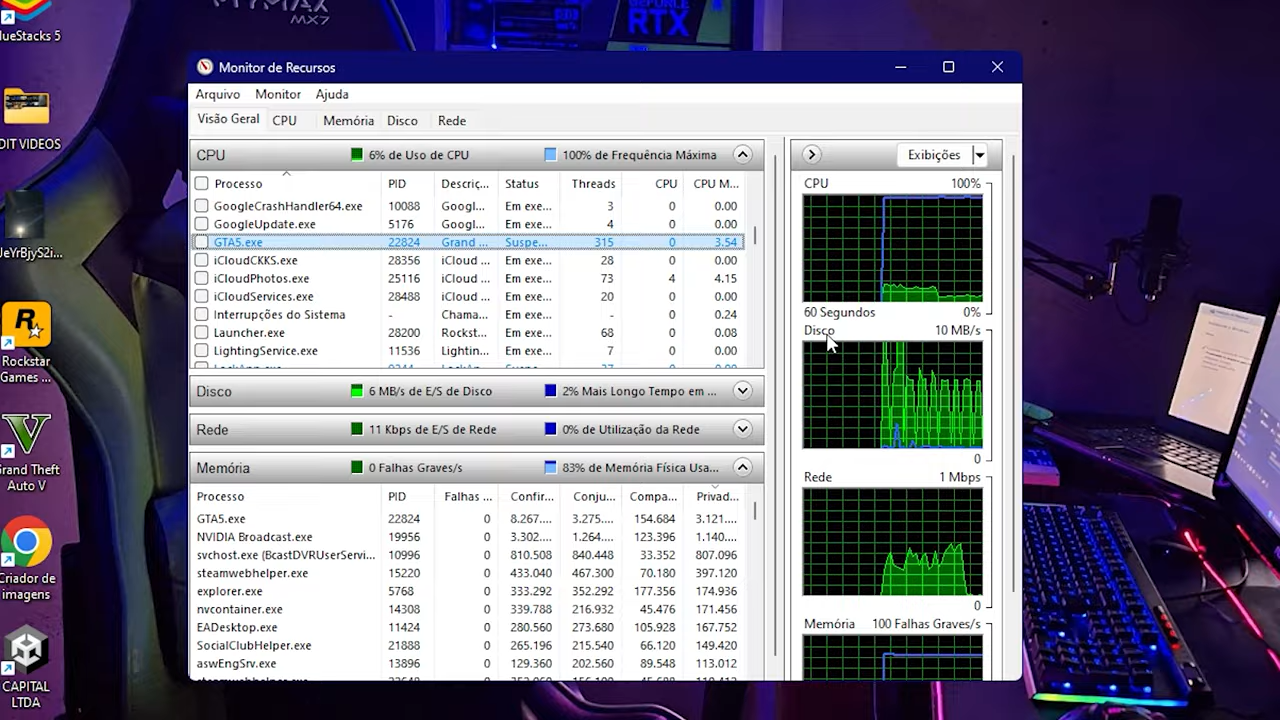 MYMAX
MX7
GEFORCE
RTX
lueStacks 5
DIT VIDEOS
JeYrBjyS2i...
R
Rockstar
Games ...
V
Grand Theft
Auto V
Criador de
imagens
CAPITAL
LTDA
Monitor de Recursos
Arquivo Monitor Ajuda
Visão Geral CPU Memória Disco Rede
CPU 6% de Uso de CPU 100% de Frequência Máxima
Processo PID Descriç... Status Threads CPU CPU M...
GoogleCrashHandler64.exe 10088 Googl... Em exe... 3 0 0.00
GoogleUpdate.exe 5176 Googl... Em exe... 4 0 0.00
GTA5.exe 22824 Grand ... Suspe... 315 0 3.54
iCloudCKKS.exe 28356 iCloud ... Em exe... 28 0 0.00
iCloudPhotos.exe 25116 iCloud ... Em exe... 73 4 4.15
iCloudServices.exe 28488 iCloud ... Em exe... 20 0 0.00
Interrupções do Sistema - Chama... Em exe... - 0 0.24
Launcher.exe 28200 Rockst... Em exe... 68 0 0.08
LightingService.exe 11536 Lightin... Em exe... 7 0 0.00
Disco 6 MB/s de E/S de Disco 2% Mais Longo Tempo em ...
Rede 11 Kbps de E/S de Rede 0% de Utilização da Rede
Memória 0 Falhas Graves/s 83% de Memória Física Usa...
Processo PID Falhas ... Confir... Conju... Compa... Privad...
GTA5.exe 22824 0 8.267.... 3.275.... 154.684 3.121....
NVIDIA Broadcast.exe 19956 0 3.302.... 1.264.... 123.396 1.140....
svchost.exe (BcastDVRUserServi... 10996 0 810.508 840.448 33.352 807.096
steamwebhelper.exe 15220 0 433.040 467.300 70.180 397.120
explorer.exe 5768 0 333.292 352.292 177.356 174.936
nvcontainer.exe 14308 0 339.788 216.932 45.476 171.456
EADesktop.exe 11424 0 280.560 273.680 105.928 167.752
SocialClubHelper.exe 21888 0 265.196 215.540 66.120 149.420
aswEngSrv.exe 13896 0 129.360 202.560 89.548 113.012
Exibições
CPU 100%
60 Segundos 0%
Disco 10 MB/s
0
Rede 1 Mbps
0
Memória 100 Falhas Graves/s